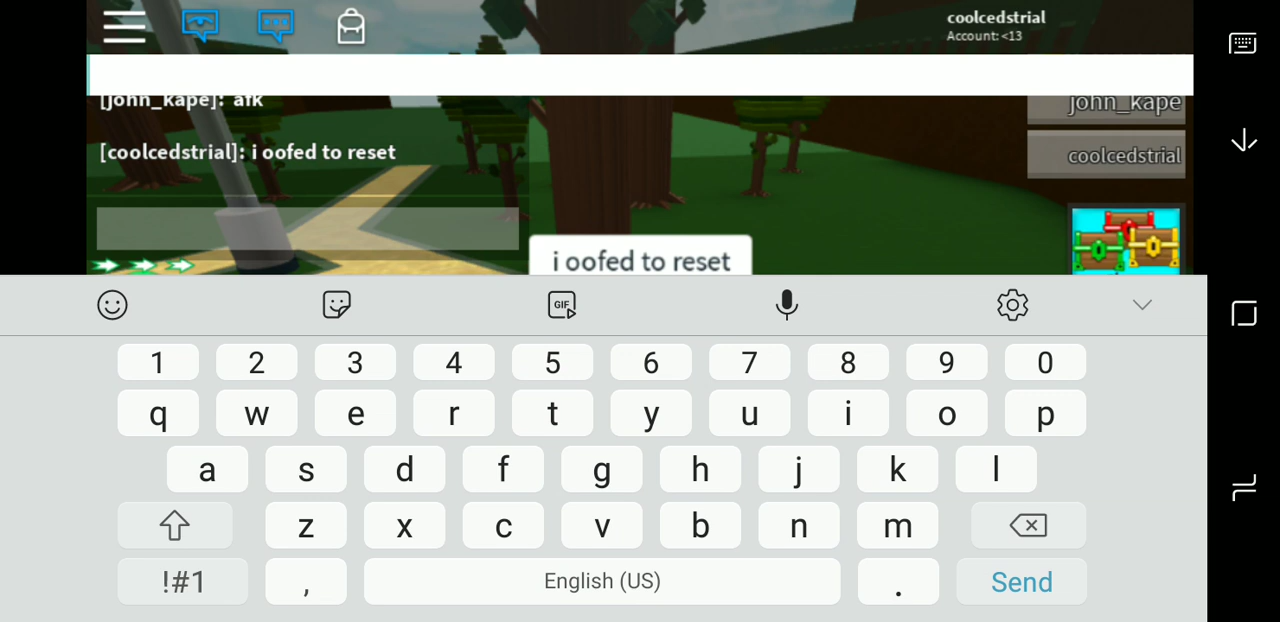 coolcedstrial
Account: <13
[john_kape]: afk
john_kape
[coolcedstrial]: i oofed to reset
coolcedstrial
i oofed to reset
GIF
1 2 3 4 5 6 7 8 9 0
q w e r t y u i o p
a s d f g h j k l
z x c v b n m
!#1 , English (US) . Send